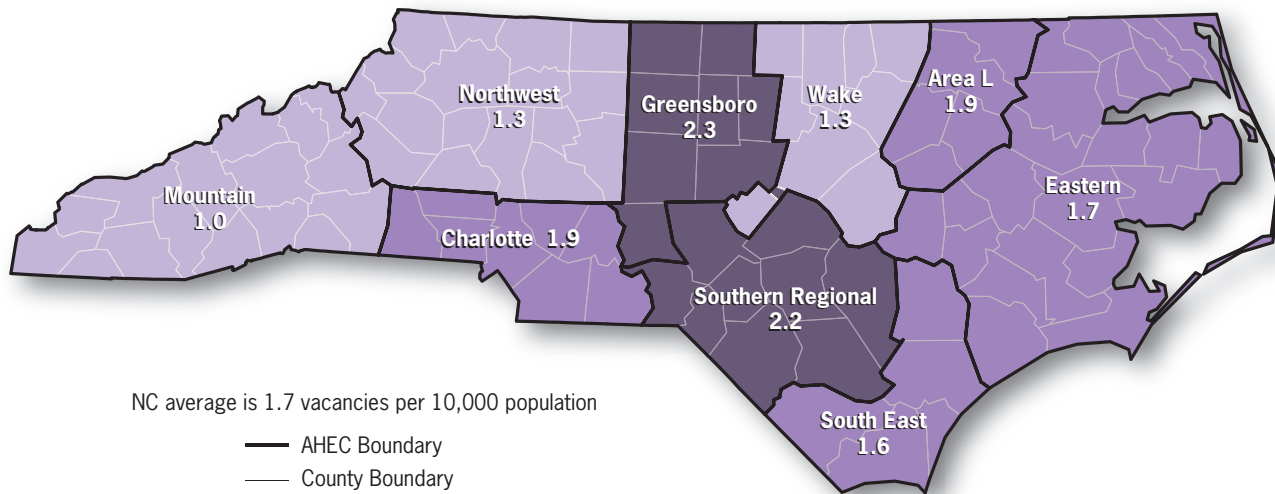 Northwest
1.3
Greensboro
2.3
Wake
1.3
Area L
1.9
Mountain
1.0
Charlotte 1.9
Eastern
1.7
Southern Regional
2.2
South East
1.6
NC average is 1.7 vacancies per 10,000 population
AHEC Boundary
County Boundary